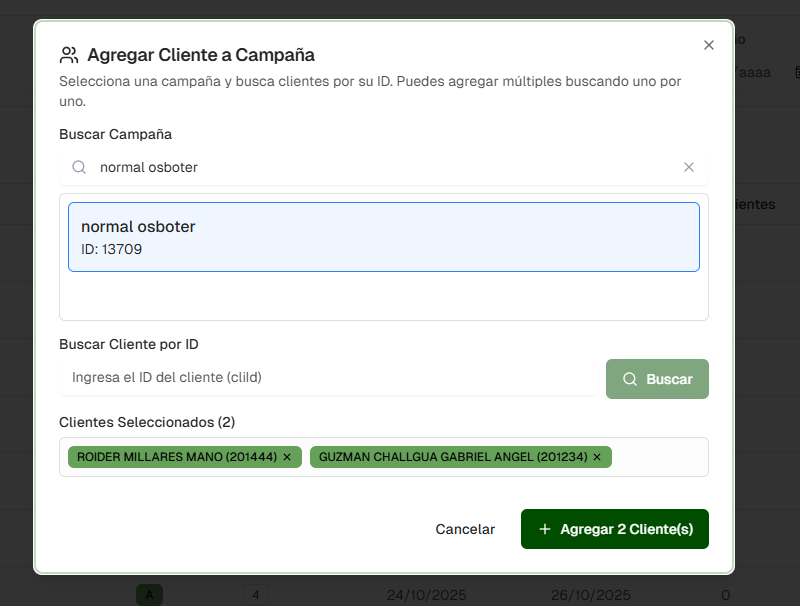 Agregar Cliente a Campaña
Selecciona una campaña y busca clientes por su ID. Puedes agregar múltiples buscando uno por
uno.
Buscar Campaña
normal osboter
normal osboter
ID: 13709
Buscar Cliente por ID
Ingresa el ID del cliente (cliId)
Buscar
Clientes Seleccionados (2)
ROIDER MILLARES MANO (201444) ×
GUZMAN CHALLGUA GABRIEL ANGEL (201234) ×
Cancelar
+ Agregar 2 Cliente(s)
io
/aaaa
ientes
A
4
24/10/2025
26/10/2025
0